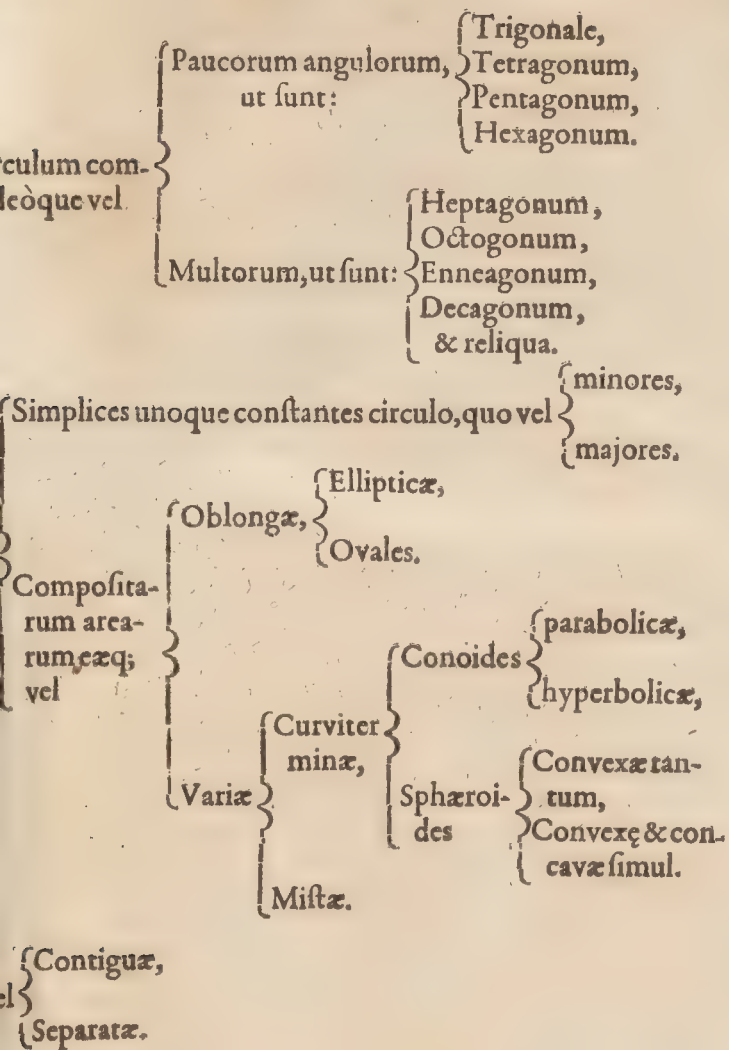 Paucorum angulorum,
ut ſunt:
Trigonale,
Tetragonum,
Pentagonum,
Hexagonum.
rculum com-
leòque vel
Multorum, ut ſunt:
Heptagonum,
Octogonum,
Enneagonum,
Decagonum,
& reliqua.
Simplices unoque conſtantes circulo, quo vel
minores,
majores.
Compoſita-
rum area-
rum, eæq;
vel
Oblongæ,
Ellipticæ,
Ovales.
Variæ
Curviter
minæ,
Conoides
parabolicæ,
hyperbolicæ,
Sphæroi-
des
Convexæ tan-
tum,
Convexę & con-
cavæ ſimul.
Miſtæ.
el
Contiguæ,
Separatæ.